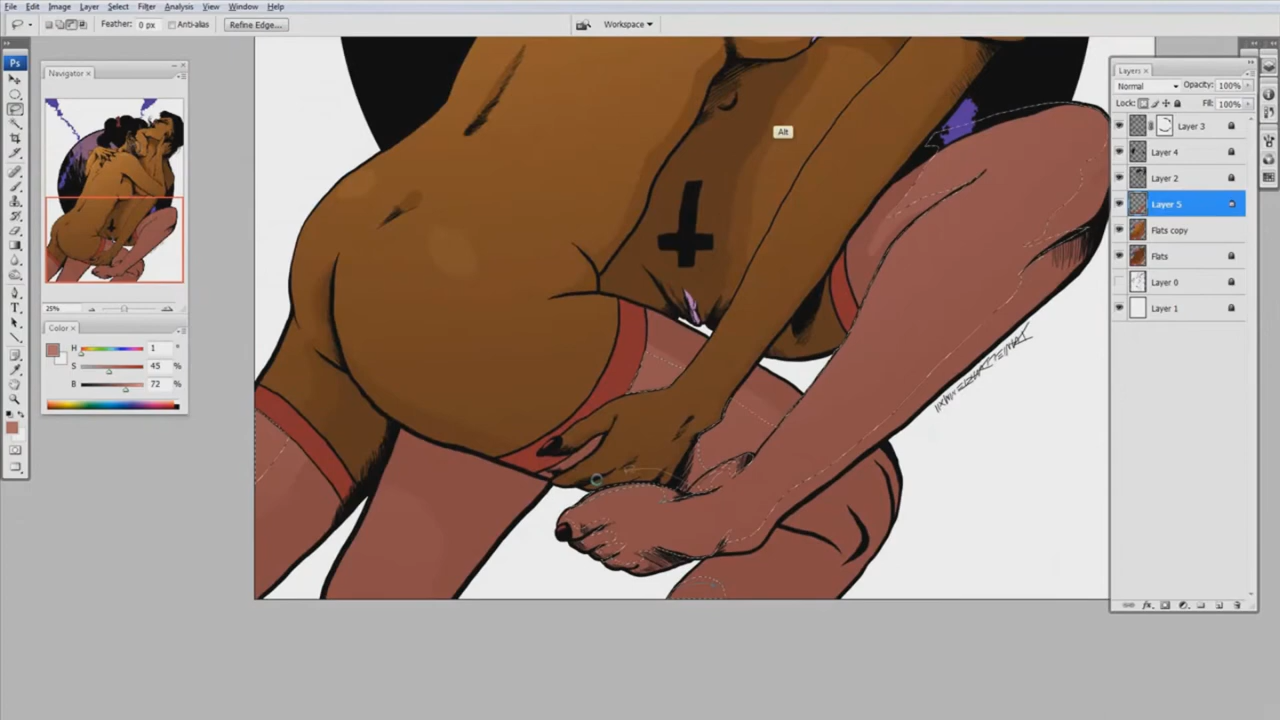 File Edit Image Layer Select Filter Analysis View Window Help
Feather: 0 px Anti-alias Refine Edge... Workspace
Ps
Navigator
25%
Color
H 1 °
S 45 %
B 72 %
Alt
Layers
Normal Opacity: 100%
Lock: Fill: 100%
Layer 3
Layer 4
Layer 2
Layer 5
Flats copy
Flats
Layer 0
Layer 1